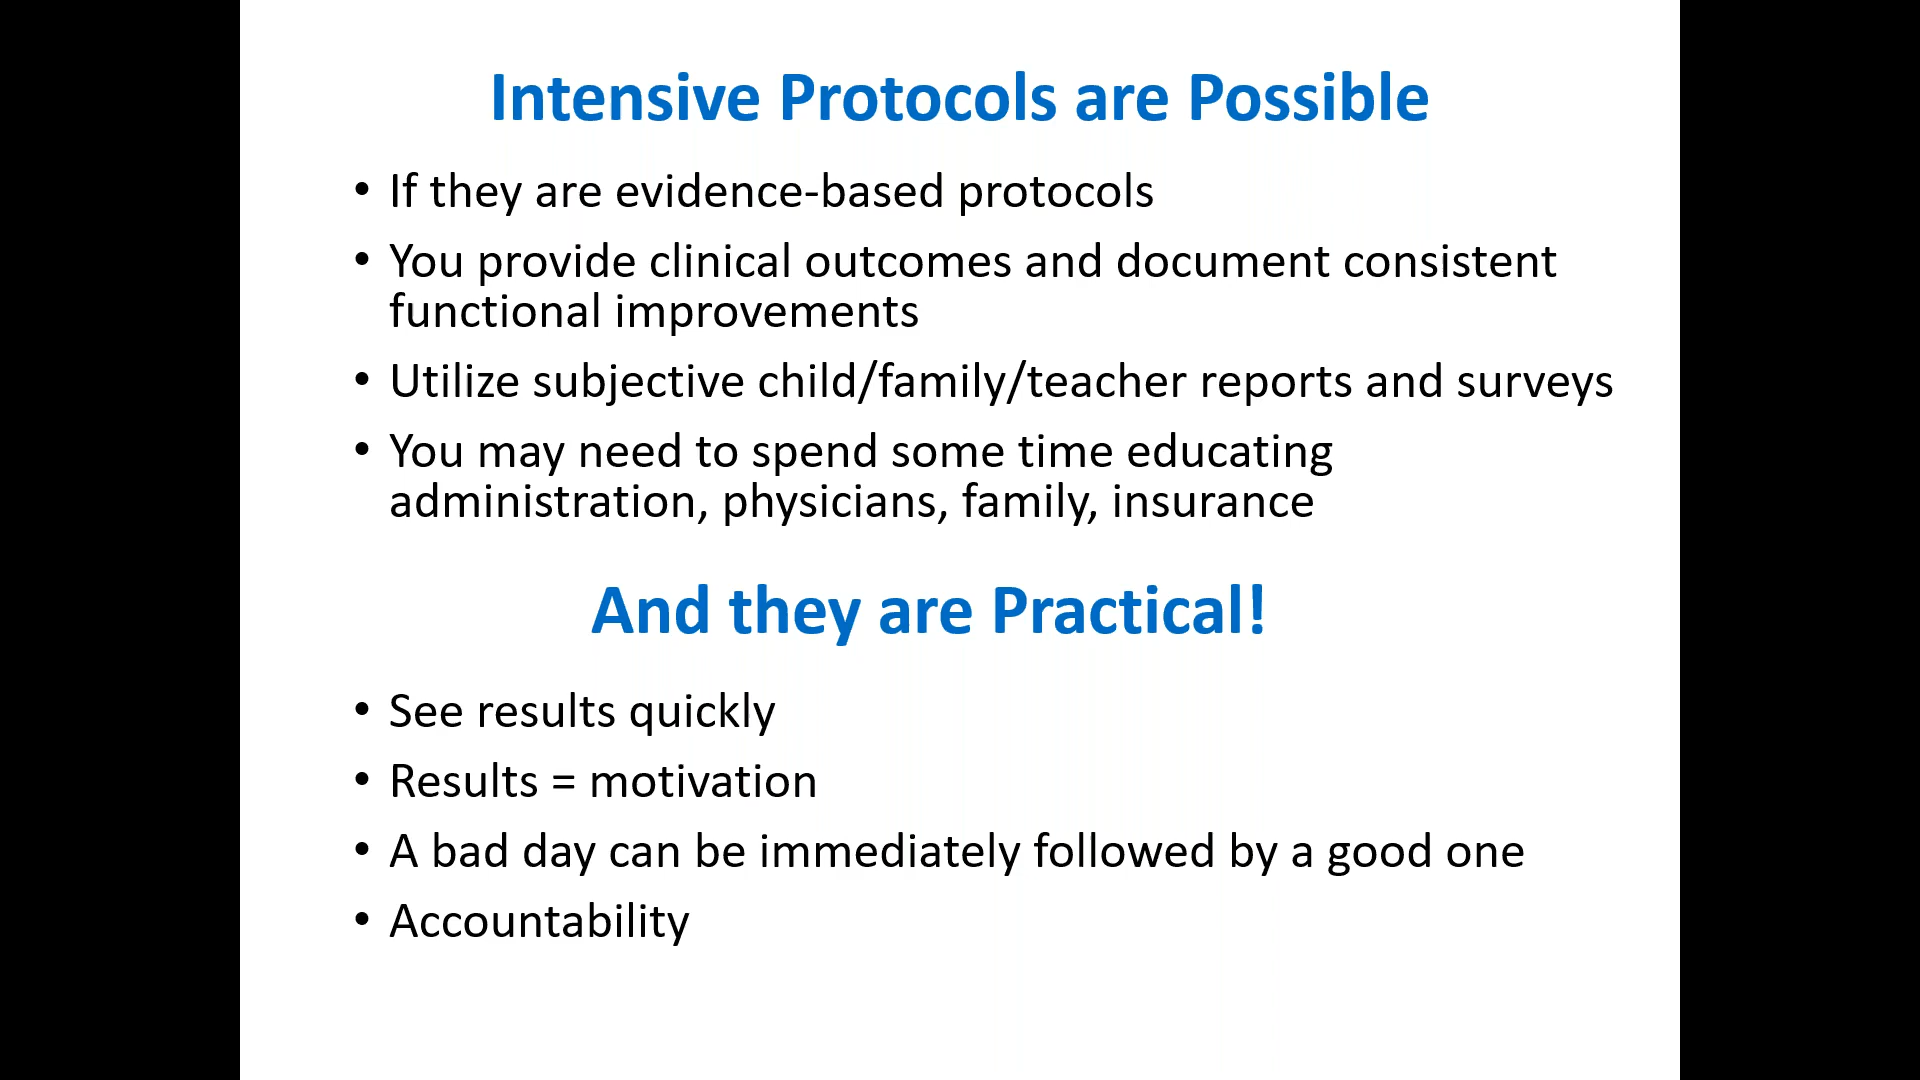 Intensive Protocols are Possible
• If they are evidence-based protocols
• You provide clinical outcomes and document consistent
functional improvements
• Utilize subjective child/family/teacher reports and surveys
• You may need to spend some time educating
administration, physicians, family, insurance
And they are Practical!
• See results quickly
• Results = motivation
• A bad day can be immediately followed by a good one
• Accountability